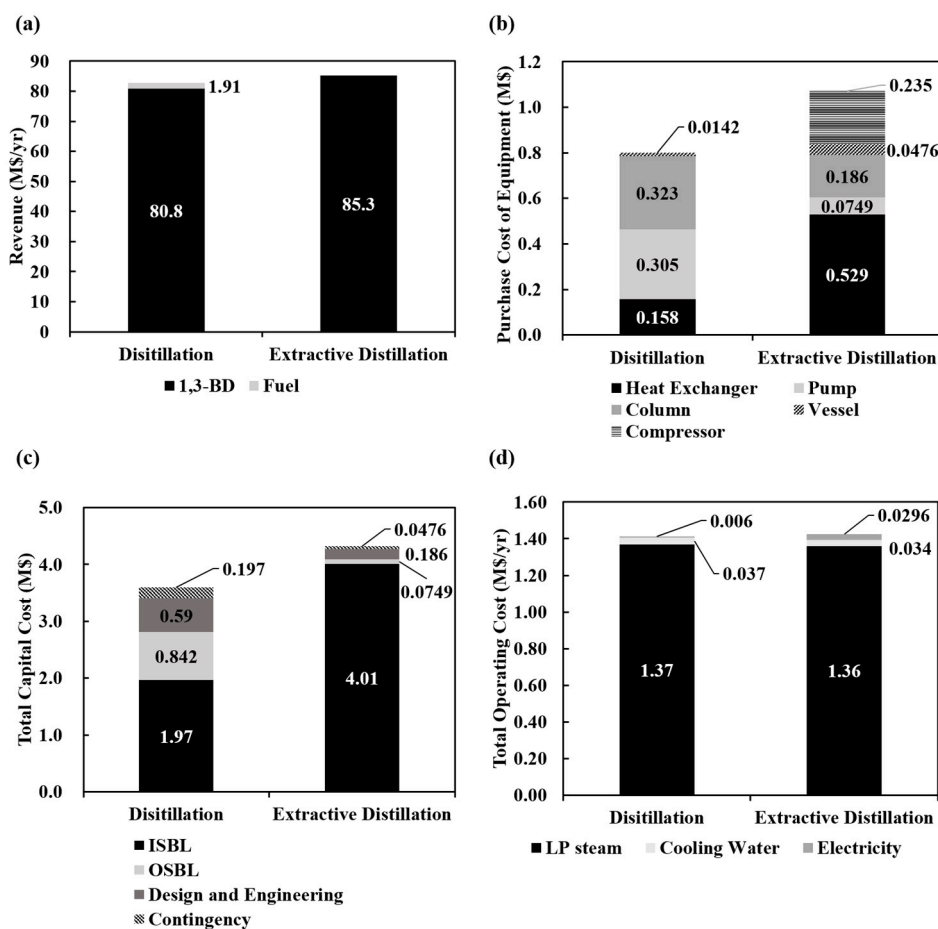 (a)
Revenue (M$/yr)
90
80
70
60
50
40
30
20
10
0
1.91
80.8
85.3
Disitillation
Extractive Distillation
1,3-BD
Fuel
(b)
Purchase Cost of Equipment (M$)
1.2
1.0
0.8
0.6
0.4
0.2
0.0
0.0142
0.323
0.305
0.158
0.235
0.0476
0.186
0.0749
0.529
Disitillation
Extractive Distillation
Heat Exchanger
Pump
Column
Vessel
Compressor
(c)
Total Capital Cost (M$)
5.0
4.0
3.0
2.0
1.0
0.0
0.197
0.59
0.842
1.97
0.0476
0.186
0.0749
4.01
Disitillation
Extractive Distillation
ISBL
OSBL
Design and Engineering
Contingency
(d)
Total Operating Cost (M$/yr)
1.60
1.40
1.20
1.00
0.80
0.60
0.40
0.20
0.00
0.006
0.037
1.37
0.0296
0.034
1.36
Disitillation
Extractive Distillation
LP steam
Cooling Water
Electricity